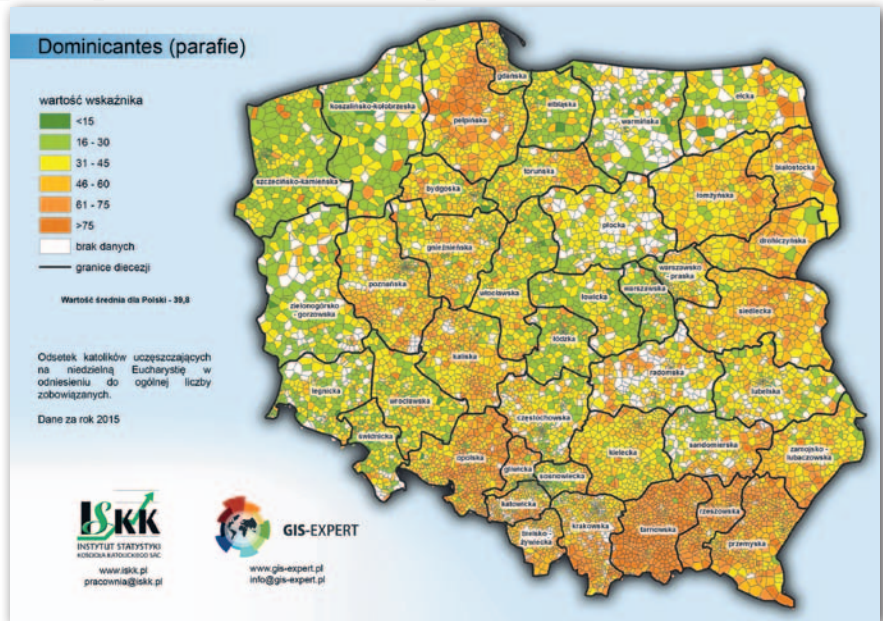 Dominicantes (parafie)
wartość wskaźnika
<15
16 - 30
31 - 45
46 - 60
61 - 75
>75
brak danych
granice diecezji
Wartość średnia dla Polski - 39,8
Odsetek katolików uczęszczających
na niedzielną Eucharystię w
odniesieniu do ogólnej liczby
zobowiązanych.
Dane za rok 2015
ISKK
INSTYTUT STATYSTYKI
KOŚCIOŁA KATOLICKIEGO SAC
www.iskk.pl
pracownia@iskk.pl
GIS-EXPERT
www.gis-expert.pl
info@gis-expert.pl
gdańska
koszalińsko-kołobrzeska
elbląska
ełcka
pelplińska
warmińska
białostocka
toruńska
szczecińsko-kamieńska
bydgoska
łomżyńska
płocka
drohiczyńska
gnieźnieńska
warszawsko
- praska
poznańska
warszawska
włocławska
łowicka
zielonogórsko -
gorzowska
siedlecka
łódzka
kaliska
radomska
legnicka
lubelska
wrocławska
częstochowska
świdnicka
sandomierska
zamojsko -
lubaczowska
kielecka
opolska
gliwicka
sosnowiecka
katowicka
rzeszowska
krakowska
tarnowska
bielsko -
żywiecka
przemyska